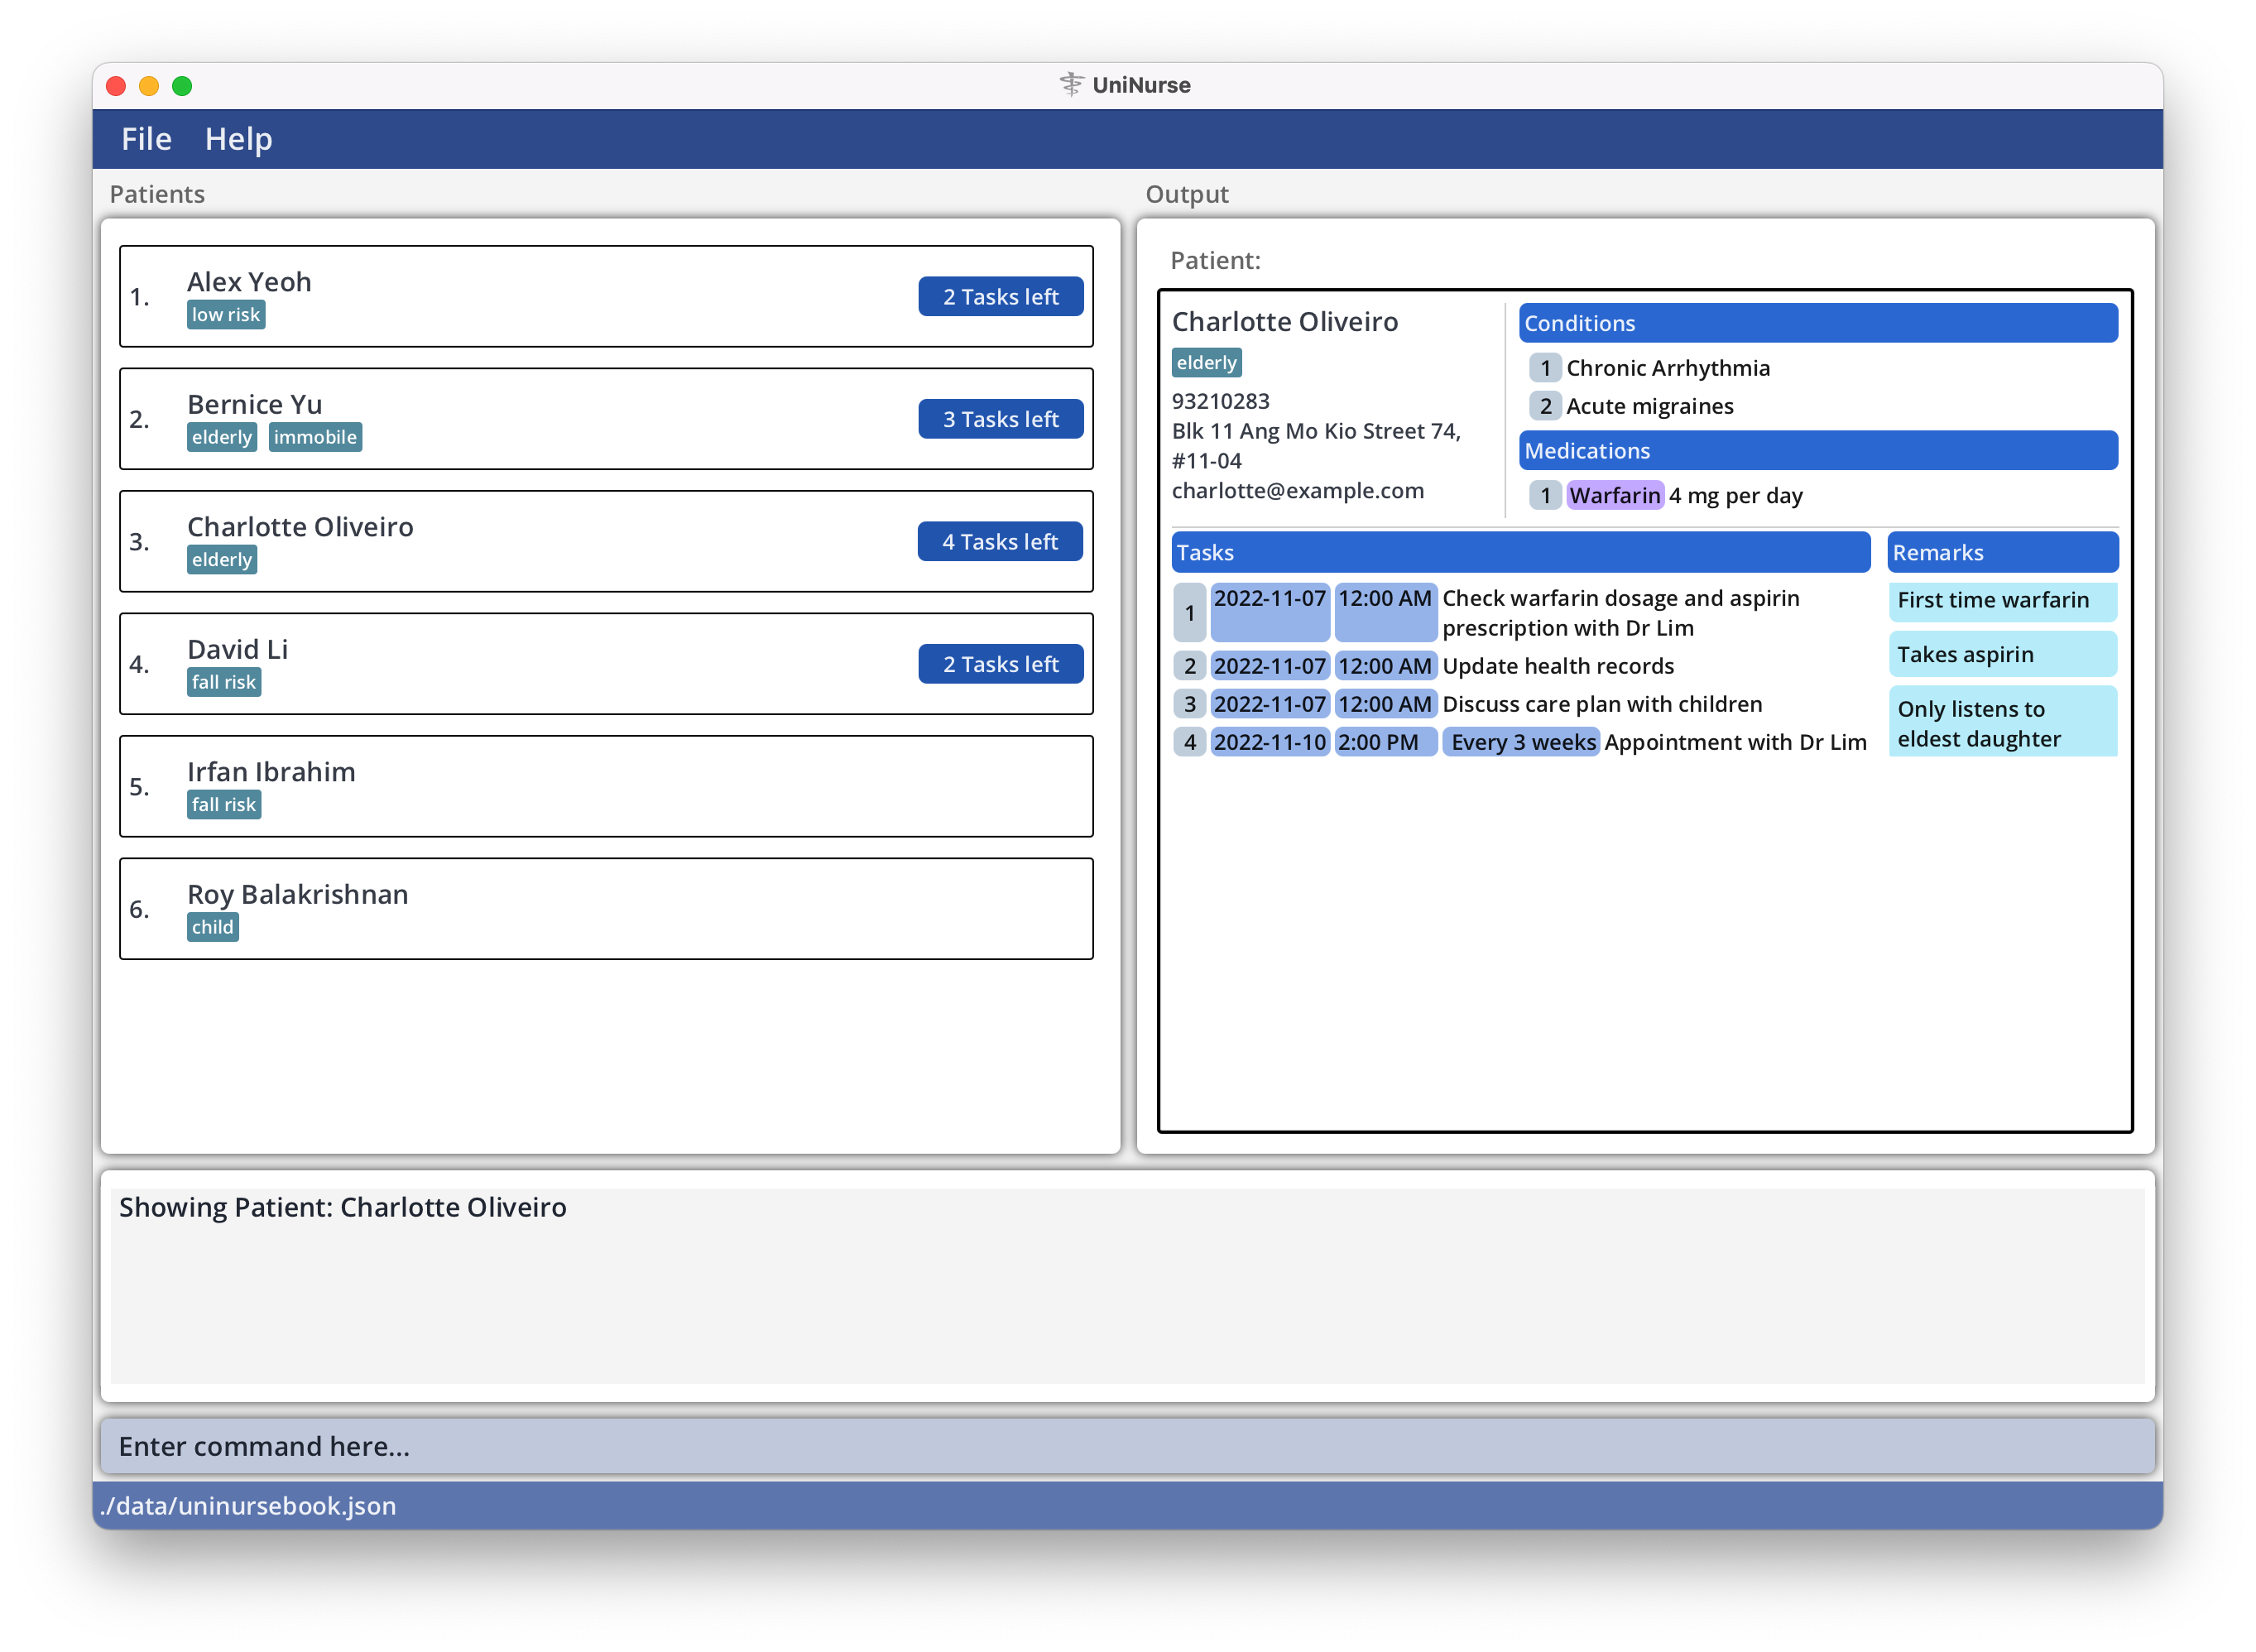 UniNurse
File Help
Patients
1. Alex Yeoh
low risk
2 Tasks left
2. Bernice Yu
elderly immobile
3 Tasks left
3. Charlotte Oliveiro
elderly
4 Tasks left
4. David Li
fall risk
2 Tasks left
5. Irfan Ibrahim
fall risk
6. Roy Balakrishnan
child
Output
Patient:
Charlotte Oliveiro
elderly
93210283
Blk 11 Ang Mo Kio Street 74,
#11-04
charlotte@example.com
Conditions
1 Chronic Arrhythmia
2 Acute migraines
Medications
1 Warfarin 4 mg per day
Tasks
1 2022-11-07 12:00 AM Check warfarin dosage and aspirin
prescription with Dr Lim
2 2022-11-07 12:00 AM Update health records
3 2022-11-07 12:00 AM Discuss care plan with children
4 2022-11-10 2:00 PM Every 3 weeks Appointment with Dr Lim
Remarks
First time warfarin
Takes aspirin
Only listens to
eldest daughter
Showing Patient: Charlotte Oliveiro
Enter command here...
./data/uninursebook.json